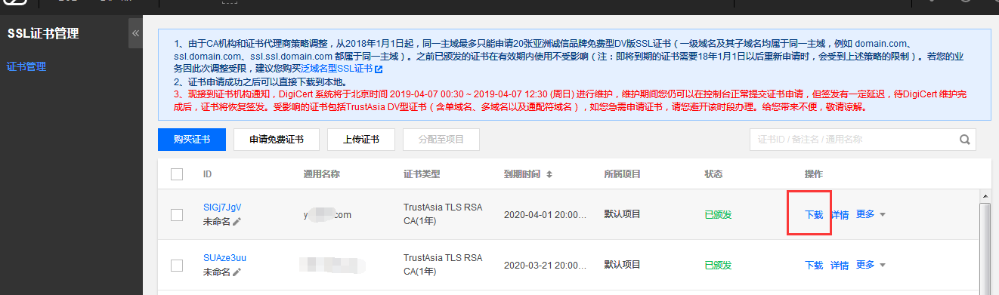 SSL证书管理
«
证书管理
1、由于CA机构和证书代理商策略调整，从2018年1月1日起，同一主域最多只能申请20张亚洲诚信品牌免费型DV版SSL证书（一级域名及其子域名均属于同一主域，例如 domain.com、
ssl.domain.com、ssl.ssl.domain.com 都属于同一主域）。之前已颁发的证书在有效期内使用不受影响（注：即将到期的证书需要18年1月1日以后重新申请时，会受到上述策略的限制）。若您的业
务因此次调整受限，建议您购买泛域名型SSL证书
2、证书申请成功之后可以直接下载到本地。
3、现接到证书机构通知，DigiCert 系统将于北京时间 2019-04-07 00:30 ~ 2019-04-07 12:30 (周日) 进行维护，维护期间您仍可以在控制台正常提交证书申请，但签发有一定延迟，待DigiCert 维护完
成后，证书将恢复签发。受影响的证书包括TrustAsia DV型证书（含单域名、多域名以及通配符域名），如您急需申请证书，请您避开该时段办理。给您带来不便，敬请谅解。
购买证书 申请免费证书 上传证书 分配至项目 证书ID / 备注名 / 通用名称
ID 通用名称 证书类型 到期时间 所属项目 状态 操作
SIGj7JgV TrustAsia TLS RSA
未命名 y com CA(1年) 2020-04-01 20:00... 默认项目 已颁发 下载 详情 更多
SUAze3uu TrustAsia TLS RSA
未命名 CA(1年) 2020-03-21 20:00... 默认项目 已颁发 下载 详情 更多